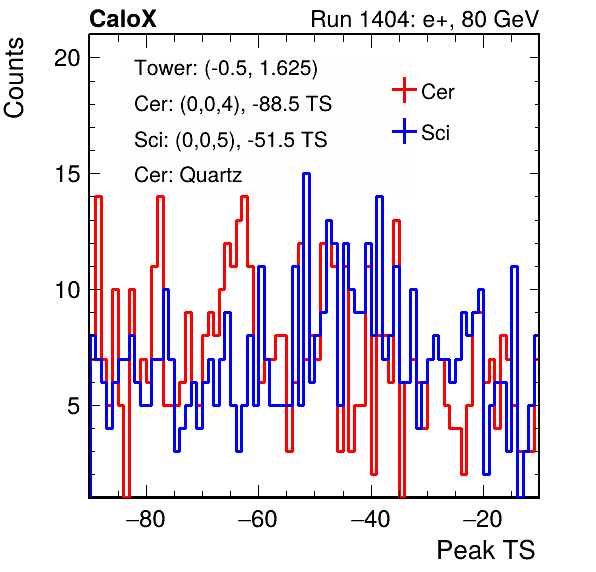 CaloX
Run 1404: e+, 80 GeV
Counts
20
15
10
5
Tower: (-0.5, 1.625)
Cer: (0,0,4), -88.5 TS
Sci: (0,0,5), -51.5 TS
Cer: Quartz
Cer
Sci
−80
−60
−40
−20
Peak TS